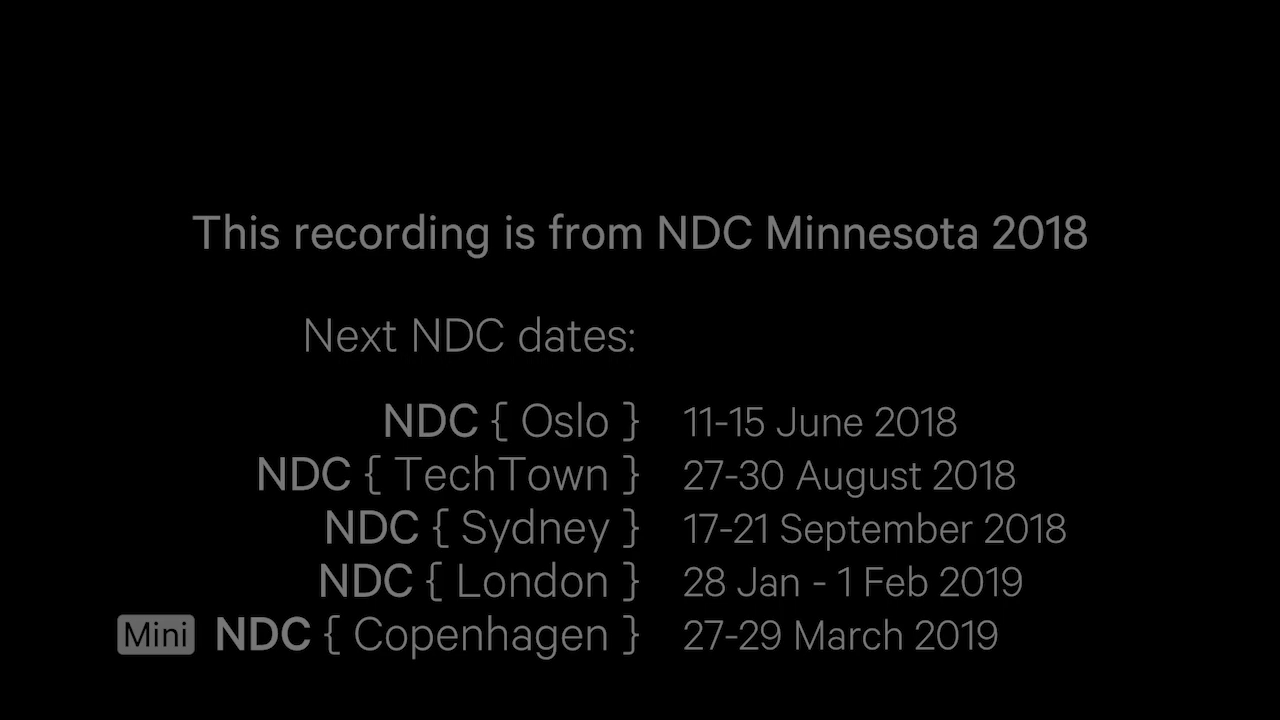 This recording is from NDC Minnesota 2018
Next NDC dates:
NDC { Oslo } 11-15 June 2018
NDC { TechTown } 27-30 August 2018
NDC { Sydney } 17-21 September 2018
NDC { London } 28 Jan - 1 Feb 2019
Mini NDC { Copenhagen } 27-29 March 2019